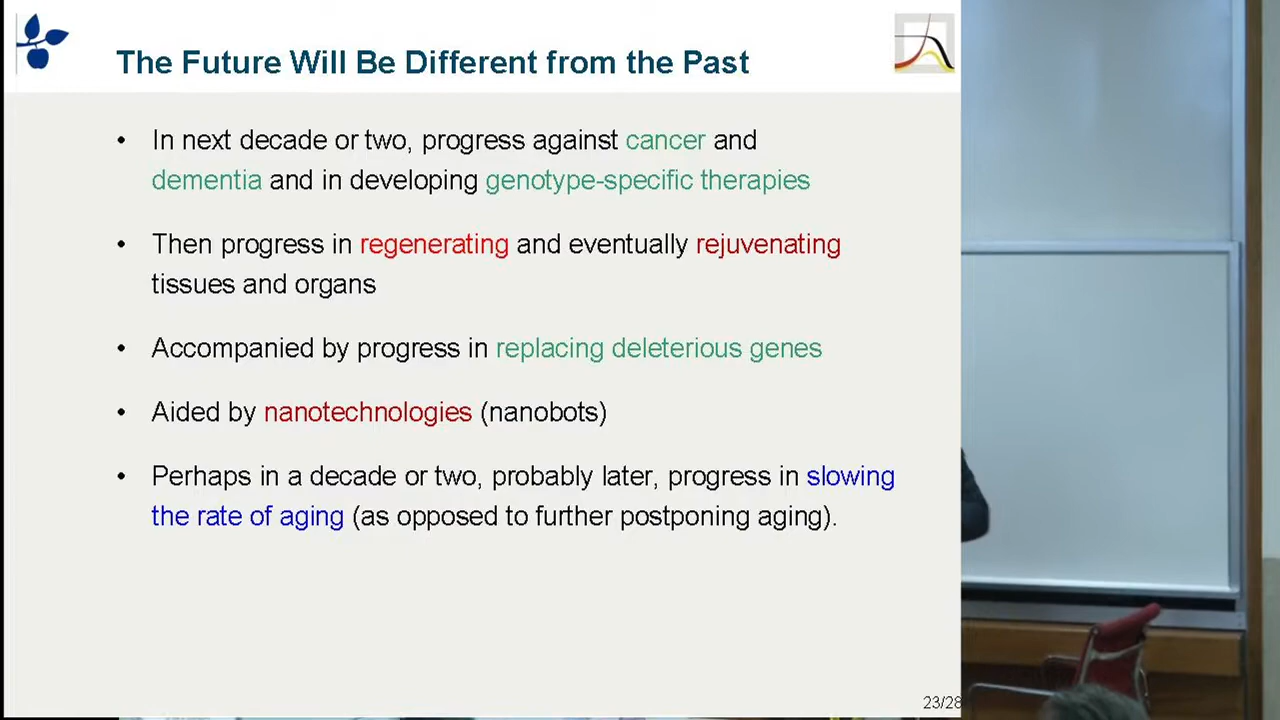 The Future Will Be Different from the Past
• In next decade or two, progress against cancer and
dementia and in developing genotype-specific therapies
• Then progress in regenerating and eventually rejuvenating
tissues and organs
• Accompanied by progress in replacing deleterious genes
• Aided by nanotechnologies (nanobots)
• Perhaps in a decade or two, probably later, progress in slowing
the rate of aging (as opposed to further postponing aging).
23/28